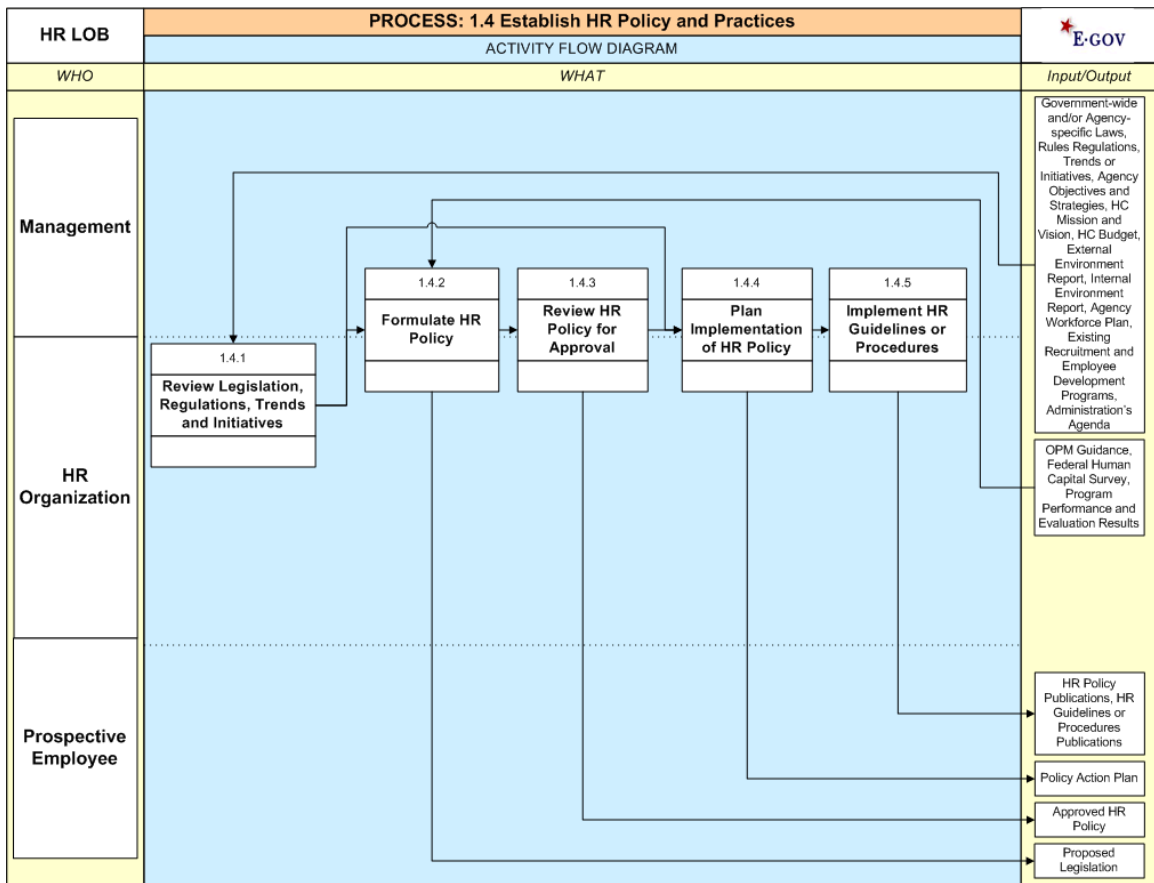 HR LOB
PROCESS: 1.4 Establish HR Policy and Practices
ACTIVITY FLOW DIAGRAM
E-GOV
WHO
WHAT
Input/Output
Management
HR
Organization
Prospective
Employee
1.4.1
Review Legislation,
Regulations, Trends
and Initiatives
1.4.2
Formulate HR
Policy
1.4.3
Review HR
Policy for
Approval
1.4.4
Plan
Implementation
of HR Policy
1.4.5
Implement HR
Guidelines or
Procedures
Government-wide
and/or Agency-
specific Laws,
Rules Regulations,
Trends or
Initiatives, Agency
Objectives and
Strategies, HC
Mission and
Vision, HC Budget,
External
Environment
Report, Internal
Environment
Report, Agency
Workforce Plan,
Existing
Recruitment and
Employee
Development
Programs,
Administration's
Agenda
OPM Guidance,
Federal Human
Capital Survey,
Program
Performance and
Evaluation Results
HR Policy
Publications, HR
Guidelines or
Procedures
Publications
Policy Action Plan
Approved HR
Policy
Proposed
Legislation